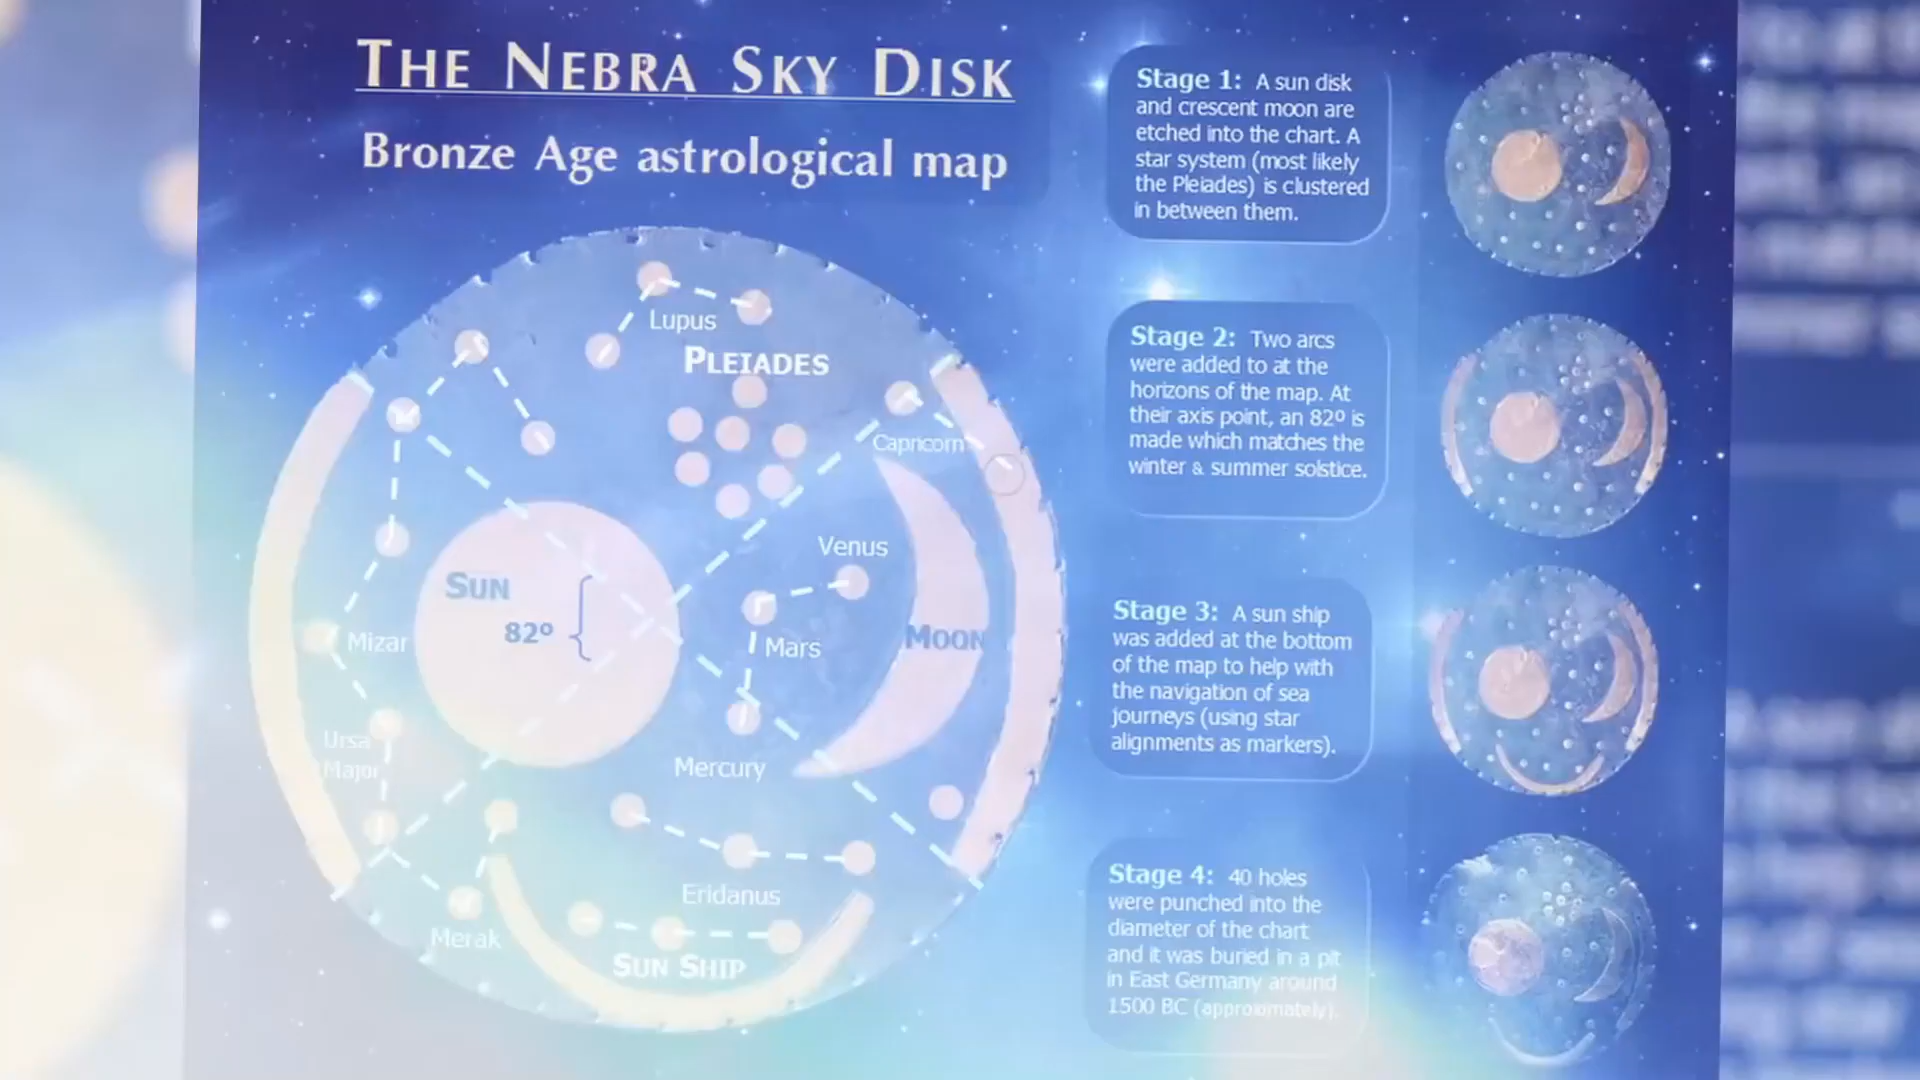 THE NEBRA SKY DISK
Bronze Age astrological map
Lupus
PLEIADES
Capricorn
Venus
SUN
82º
Mizar
Mars
MOON
Ursa
Major
Mercury
Eridanus
Merak
SUN SHIP
Stage 1: A sun disk
and crescent moon are
etched into the chart. A
star system (most likely
the Pleiades) is clustered
in between them.
Stage 2: Two arcs
were added to at the
horizons of the map. At
their axis point, an 82º is
made which matches the
winter & summer solstice.
Stage 3: A sun ship
was added at the bottom
of the map to help with
the navigation of sea
journeys (using star
alignments as markers).
Stage 4: 40 holes
were punched into the
diameter of the chart
and it was buried in a pit
in East Germany around
1500 BC (approximately).